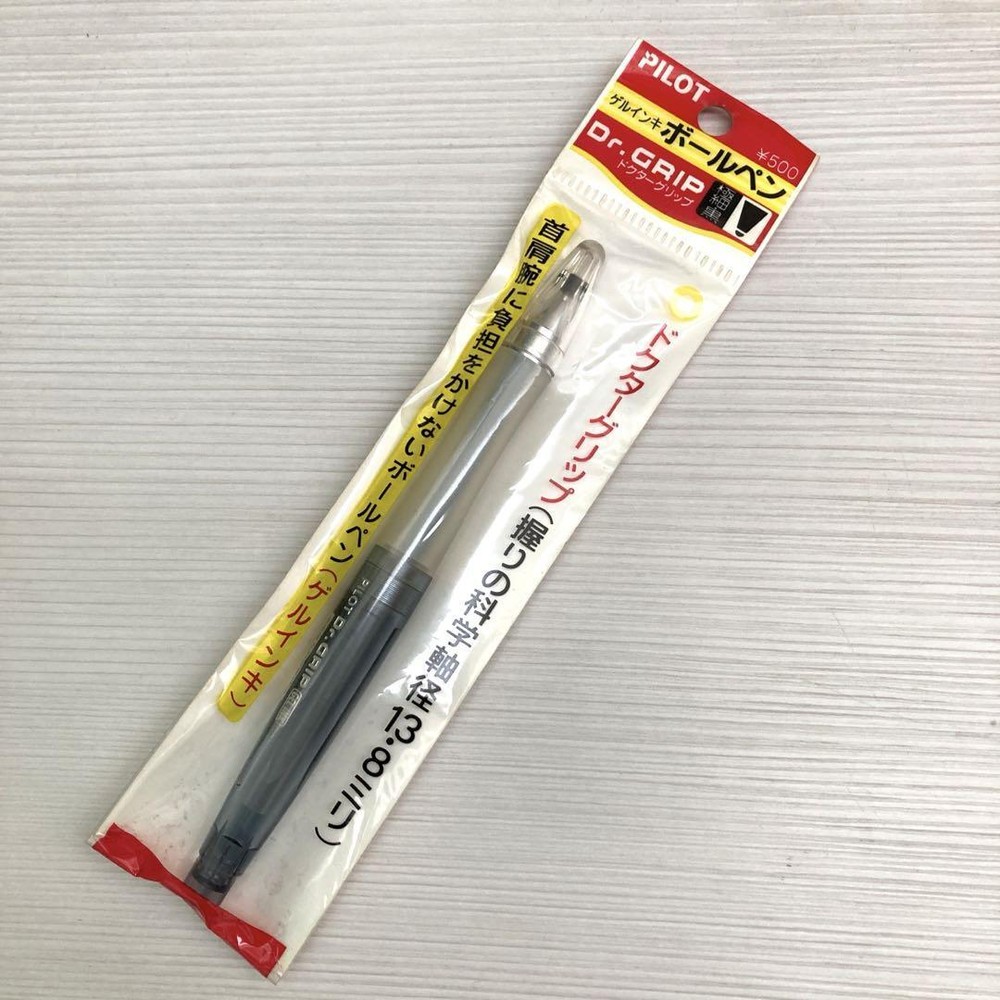 PILOT
ゲルインキ ボールペン
¥500
Dr. GRIP
ドクターグリップ
極細 黒
首肩腕に負担をかけないボールペン(ゲルインキ)
ドクターグリップ(握りの科学軸径13.8ミリ)
PILOT Dr. GRIP